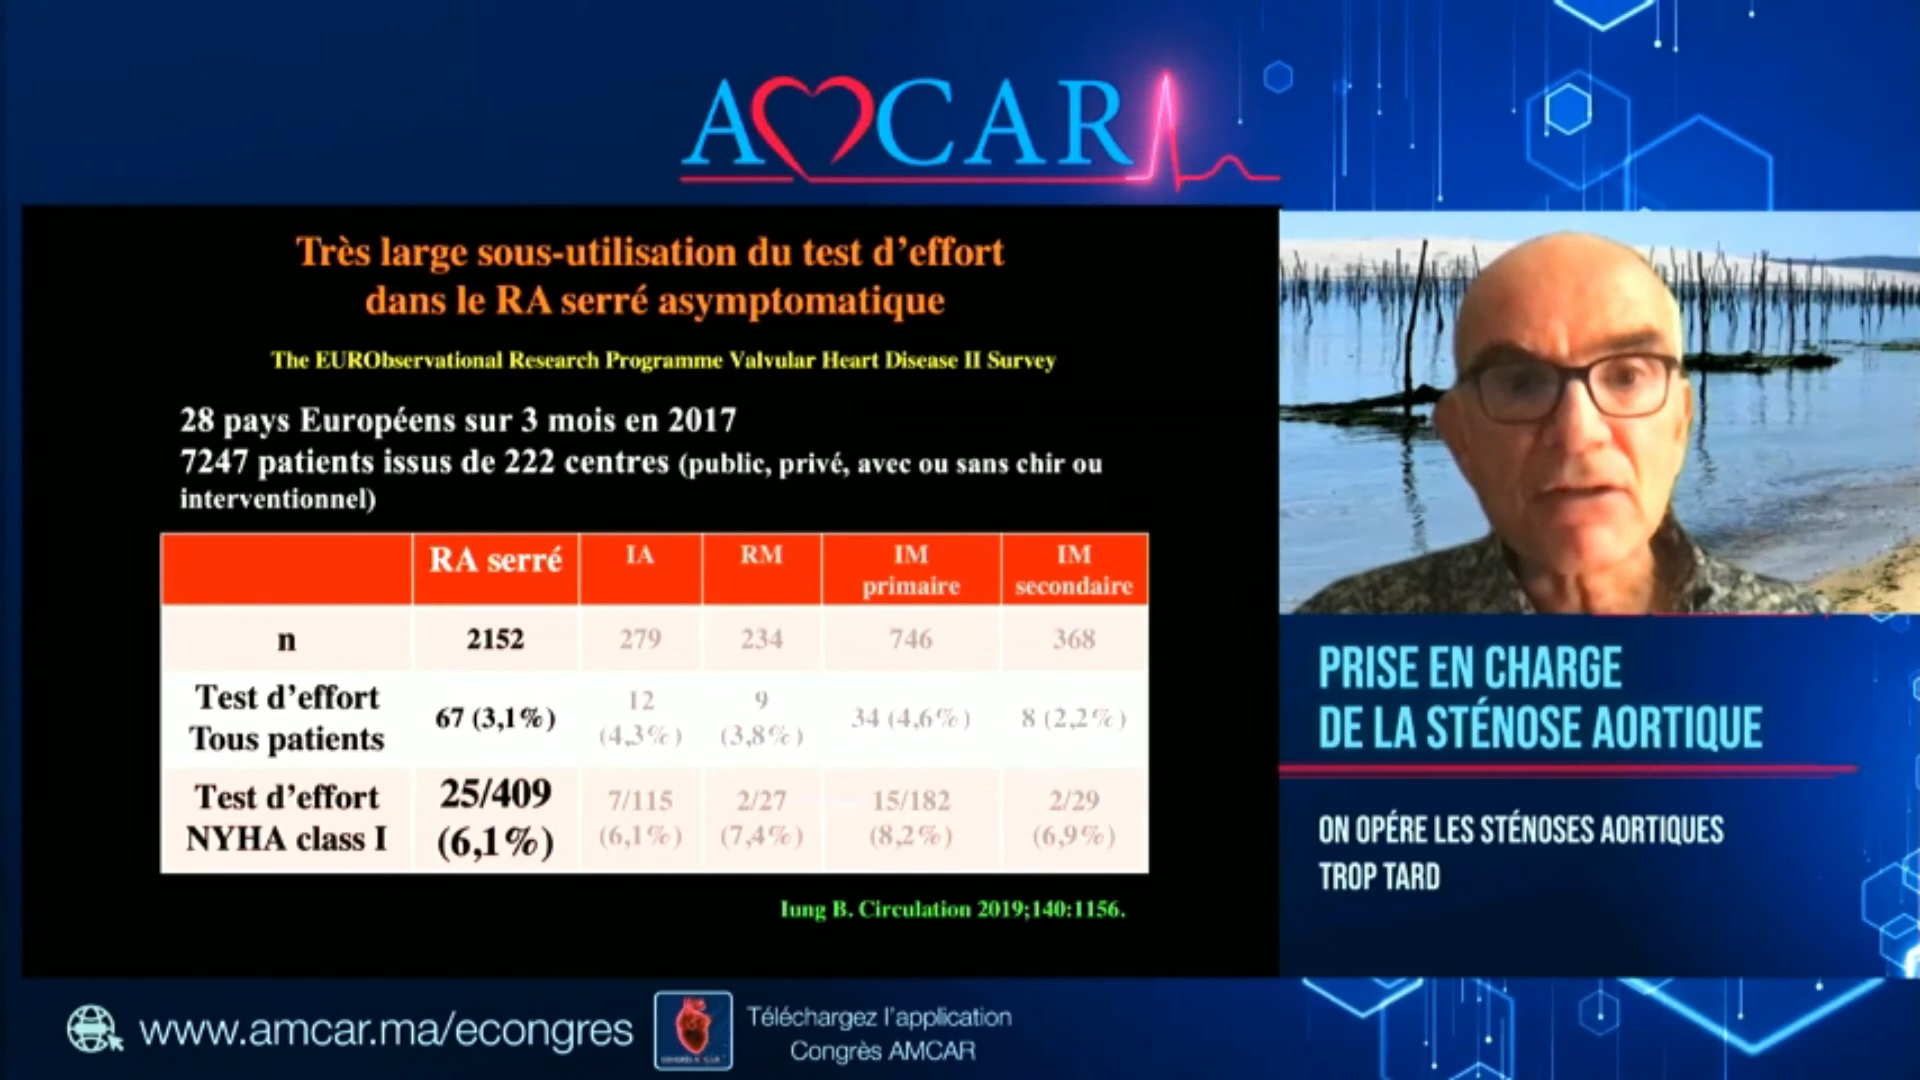 AMCAR
Très large sous-utilisation du test d’effort
dans le RA serré asymptomatique
The EURObservational Research Programme Valvular Heart Disease II Survey
28 pays Européens sur 3 mois en 2017
7247 patients issus de 222 centres (public, privé, avec ou sans chir ou
interventionnel)
RA serré IA RM IM primaire IM secondaire
n 2152 279 234 746 368
Test d’effort Tous patients 67 (3,1%) 12 (4,3%) 9 (3,8%) 34 (4,6%) 8 (2,2%)
Test d’effort NYHA class I 25/409 (6,1%) 7/115 (6,1%) 2/27 (7,4%) 15/182 (8,2%) 2/29 (6,9%)
Iung B. Circulation 2019;140:1156.
PRISE EN CHARGE
DE LA STÉNOSE AORTIQUE
ON OPÉRE LES STÉNOSES AORTIQUES
TROP TARD
www.amcar.ma/econgres
Téléchargez l’application
Congrès AMCAR